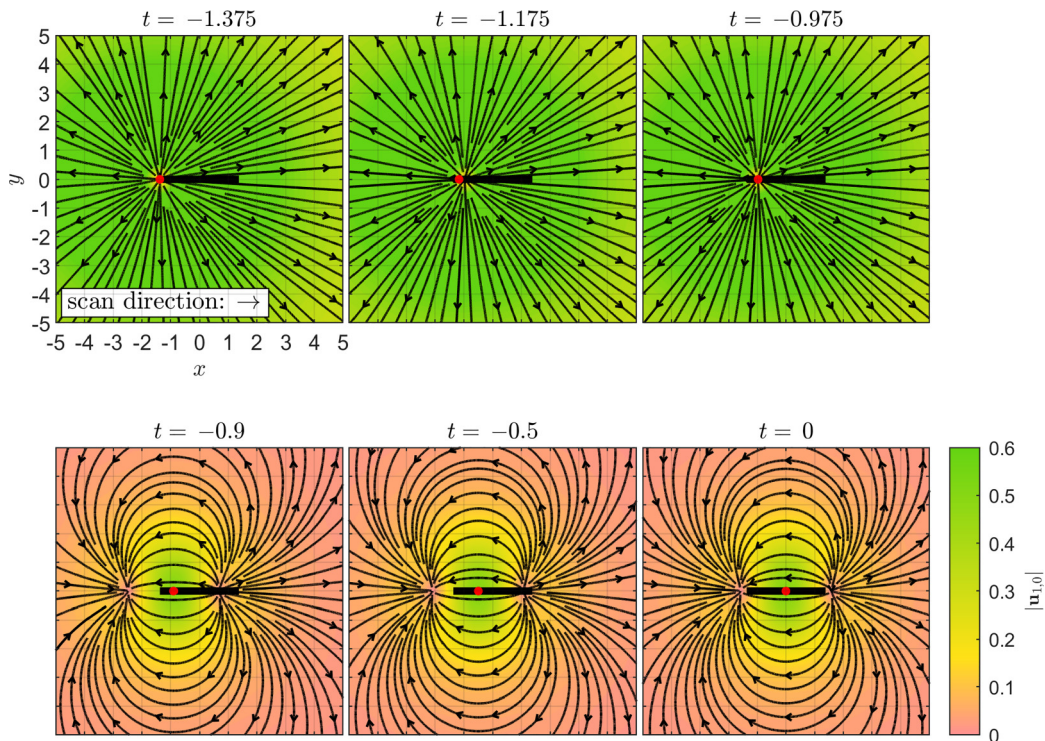 t = −1.375
t = −1.175
t = −0.975
5
4
3
2
1
0
-1
-2
-3
-4
-5
y
scan direction: →
-5 -4 -3 -2 -1 0 1 2 3 4 5
x
t = −0.9
t = −0.5
t = 0
0.6
0.5
0.4
0.3
0.2
0.1
0
|u₁,₀|